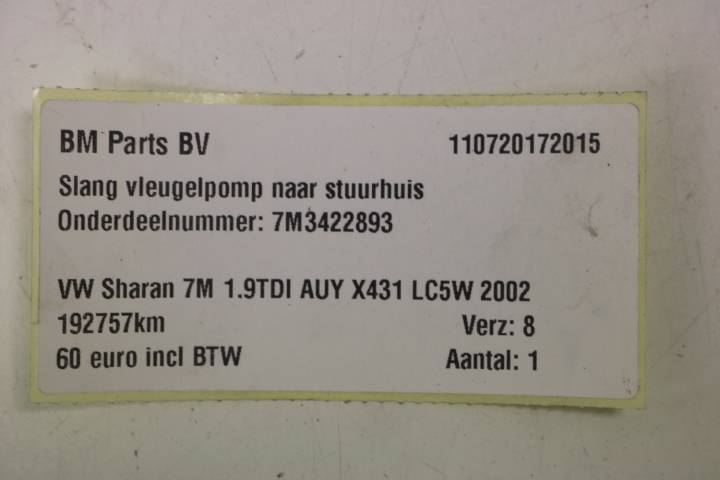 BM Parts BV 110720172015
Slang vleugelpomp naar stuurhuis
Onderdeelnummer: 7M3422893
VW Sharan 7M 1.9TDI AUY X431 LC5W 2002
192757km Verz: 8
60 euro incl BTW Aantal: 1